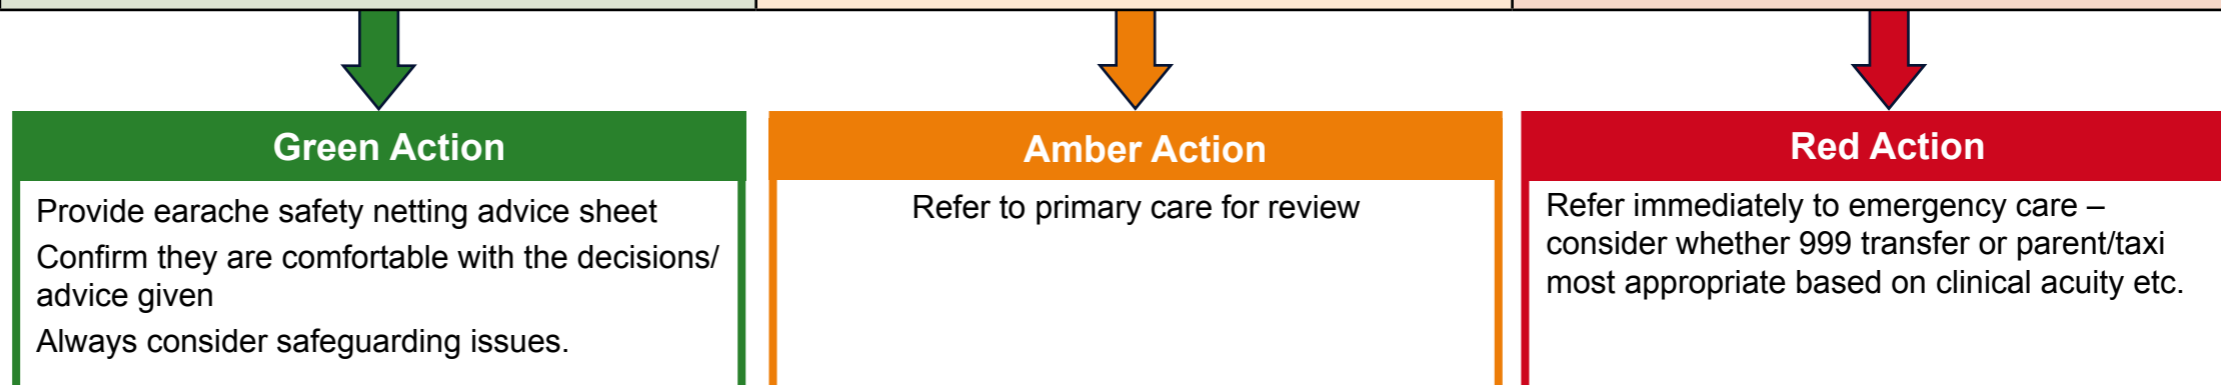 Green Action
Provide earache safety netting advice sheet
Confirm they are comfortable with the decisions/
advice given
Always consider safeguarding issues.
Amber Action
Refer to primary care for review
Red Action
Refer immediately to emergency care –
consider whether 999 transfer or parent/taxi
most appropriate based on clinical acuity etc.